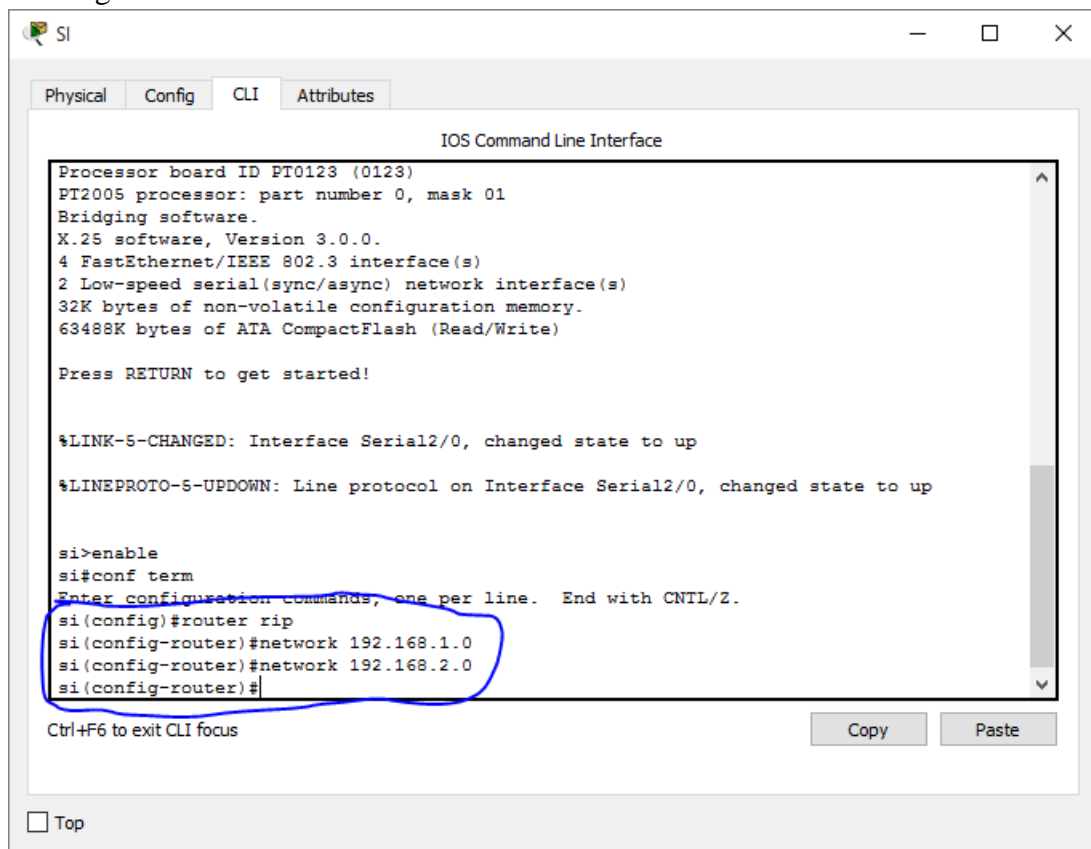 SI
Physical Config CLI Attributes
IOS Command Line Interface
Processor board ID PT0123 (0123)
PT2005 processor: part number 0, mask 01
Bridging software.
X.25 software, Version 3.0.0.
4 FastEthernet/IEEE 802.3 interface(s)
2 Low-speed serial(sync/async) network interface(s)
32K bytes of non-volatile configuration memory.
63488K bytes of ATA CompactFlash (Read/Write)
Press RETURN to get started!
%LINK-5-CHANGED: Interface Serial2/0, changed state to up
%LINEPROTO-5-UPDOWN: Line protocol on Interface Serial2/0, changed state to up
si>enable
si#conf term
Enter configuration commands, one per line. End with CNTL/Z.
si(config)#router rip
si(config-router)#network 192.168.1.0
si(config-router)#network 192.168.2.0
si(config-router)#
Ctrl+F6 to exit CLI focus
Copy Paste
Top